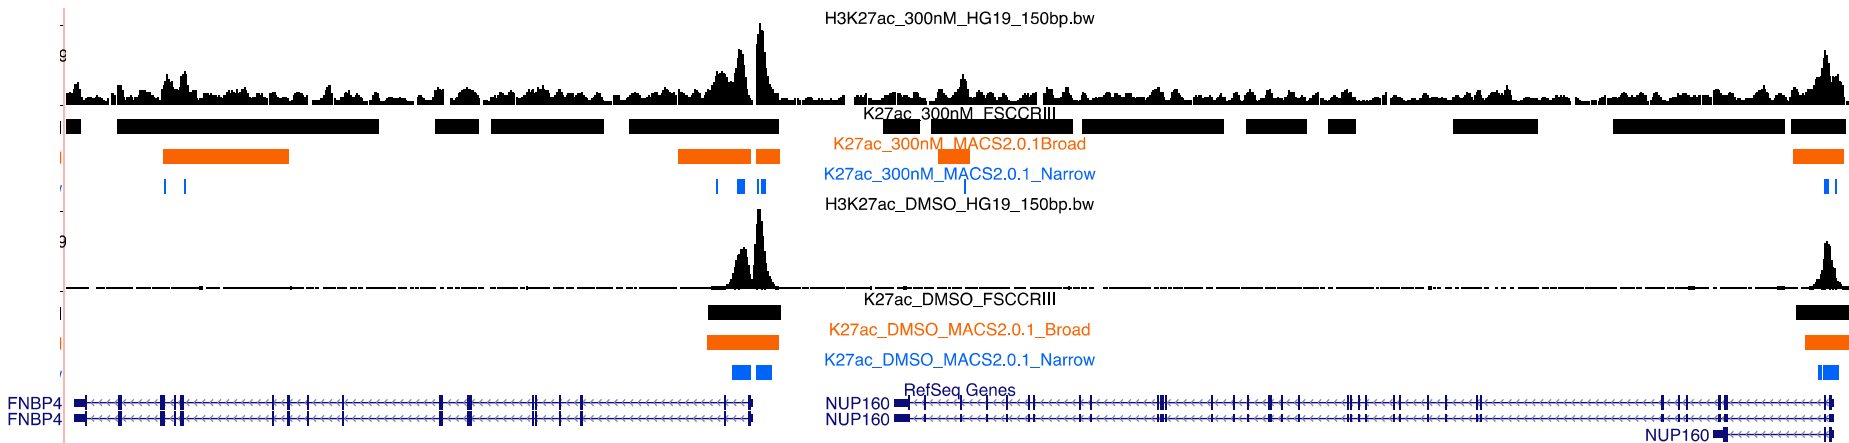 H3K27ac_300nM_HG19_150bp.bw
9
K27ac_300nM_FSCCRIII
K27ac_300nM_MACS2.0.1Broad
K27ac_300nM_MACS2.0.1_Narrow
H3K27ac_DMSO_HG19_150bp.bw
9
K27ac_DMSO_FSCCRIII
K27ac_DMSO_MACS2.0.1_Broad
K27ac_DMSO_MACS2.0.1_Narrow
RefSeq Genes
FNBP4 NUP160
FNBP4 NUP160
NUP160